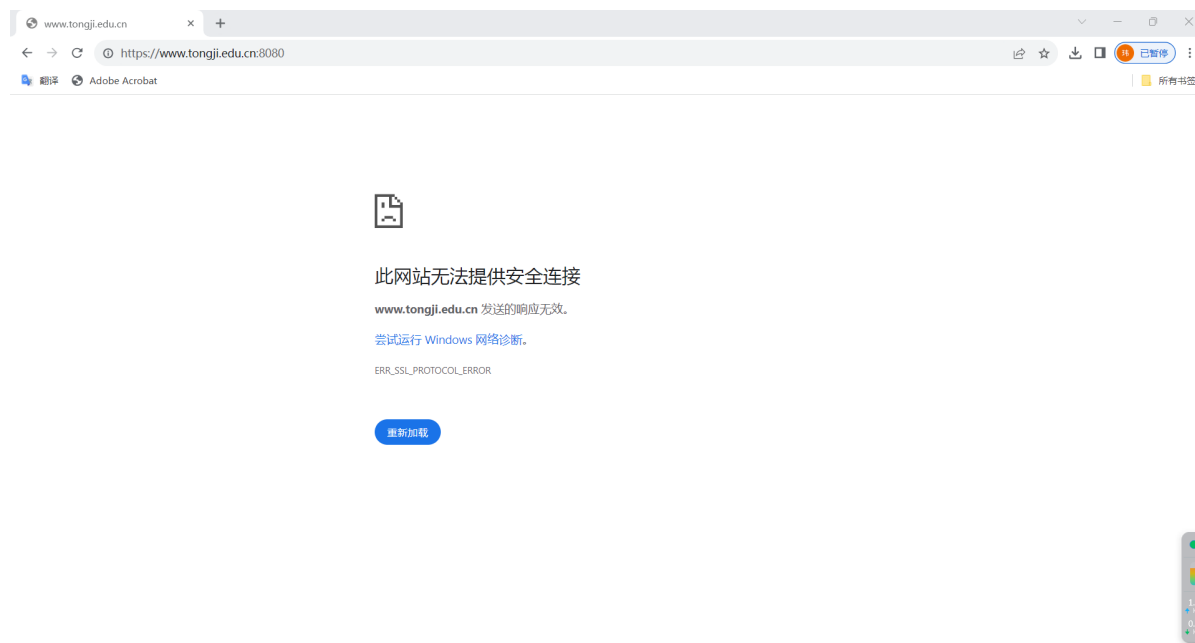 www.tongji.edu.cn
https://www.tongji.edu.cn:8080
已暂停
翻译 Adobe Acrobat
所有书签
此网站无法提供安全连接
www.tongji.edu.cn 发送的响应无效。
尝试运行 Windows 网络诊断。
ERR_SSL_PROTOCOL_ERROR
重新加载